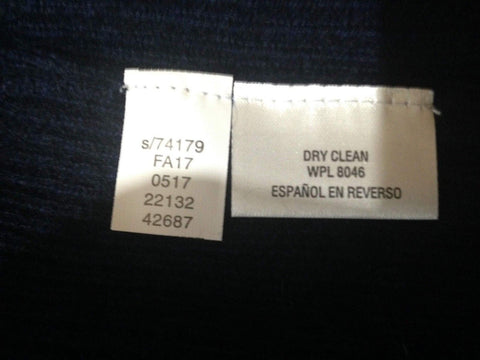 s/74179
FA17
0517
22132
42687
DRY CLEAN
WPL 8046
ESPAÑOL EN REVERSO